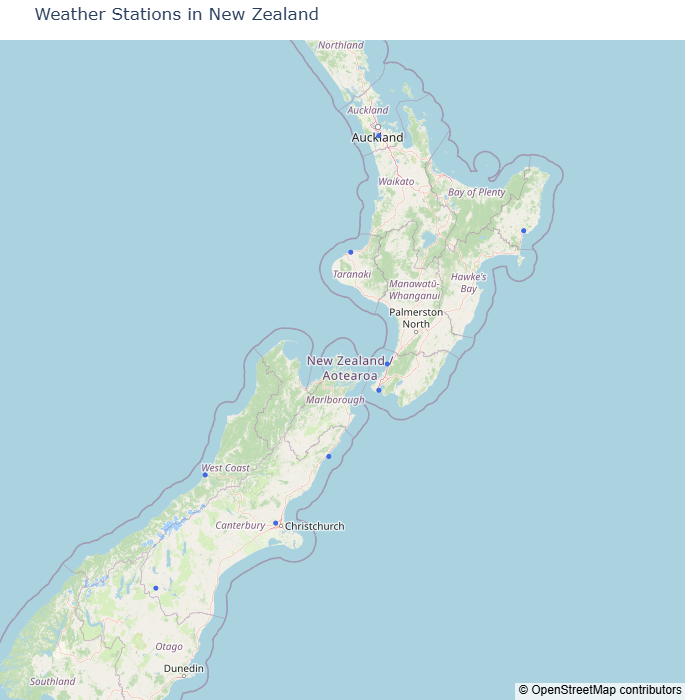 Weather Stations in New Zealand
Northland
Auckland
Auckland
Waikato
Bay of Plenty
Taranaki
Hawke's
Bay
Manawatū-
Whanganui
Palmerston
North
New Zealand /
Aotearoa
Marlborough
West Coast
Canterbury
Christchurch
Otago
Dunedin
Southland
© OpenStreetMap contributors